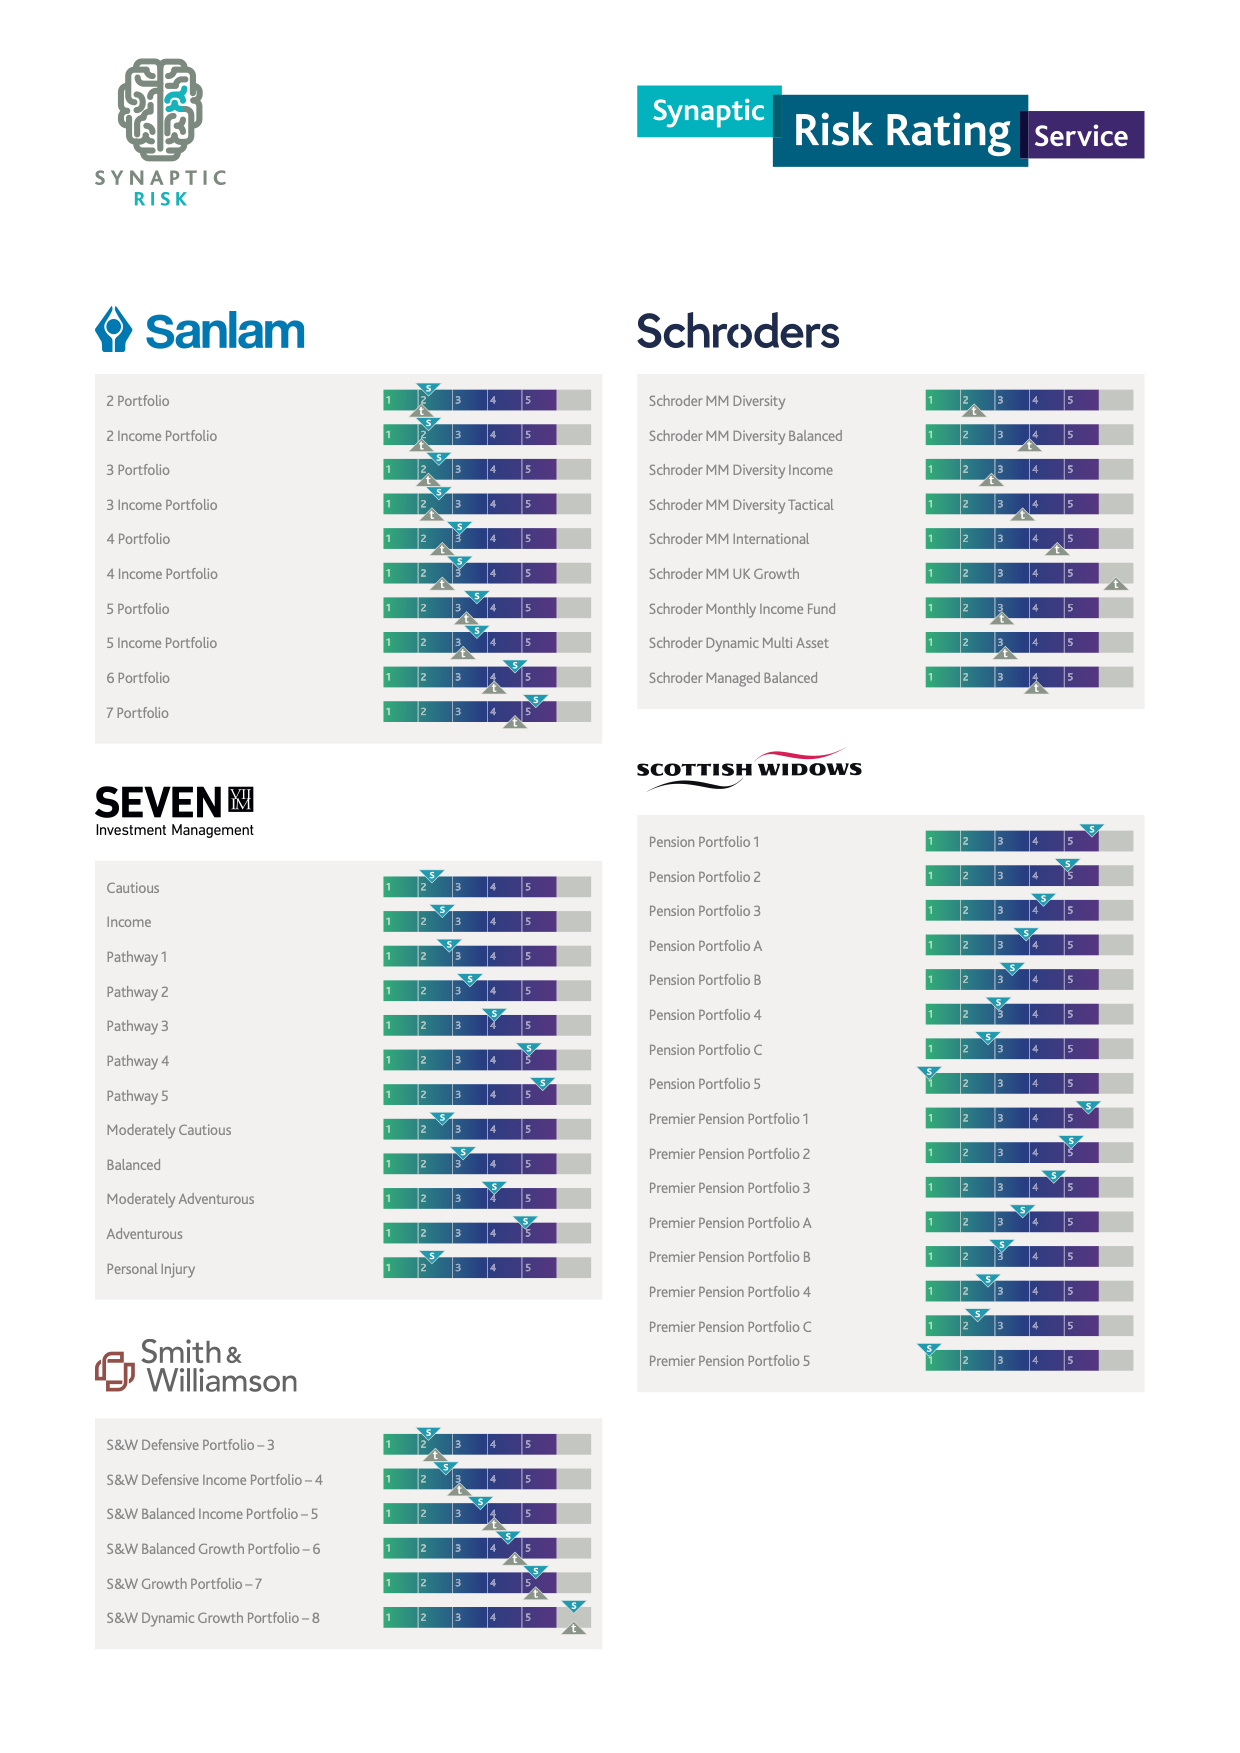 SYNAPTIC
RISK
Synaptic Risk Rating Service
Sanlam
2 Portfolio 1 2 3 4 5 s t
2 Income Portfolio 1 2 3 4 5 s t
3 Portfolio 1 2 3 4 5 s t
3 Income Portfolio 1 2 3 4 5 s t
4 Portfolio 1 2 3 4 5 s t
4 Income Portfolio 1 2 3 4 5 s t
5 Portfolio 1 2 3 4 5 s t
5 Income Portfolio 1 2 3 4 5 s t
6 Portfolio 1 2 3 4 5 s t
7 Portfolio 1 2 3 4 5 s t
SEVEN VII IM
Investment Management
Cautious 1 2 3 4 5 s
Income 1 2 3 4 5 s
Pathway 1 1 2 3 4 5 s
Pathway 2 1 2 3 4 5 s
Pathway 3 1 2 3 4 5 s
Pathway 4 1 2 3 4 5 s
Pathway 5 1 2 3 4 5 s
Moderately Cautious 1 2 3 4 5 s
Balanced 1 2 3 4 5 s
Moderately Adventurous 1 2 3 4 5 s
Adventurous 1 2 3 4 5 s
Personal Injury 1 2 3 4 5 s
Smith &
Williamson
S&W Defensive Portfolio – 3 1 2 3 4 5 s t
S&W Defensive Income Portfolio – 4 1 2 3 4 5 s t
S&W Balanced Income Portfolio – 5 1 2 3 4 5 s t
S&W Balanced Growth Portfolio – 6 1 2 3 4 5 s t
S&W Growth Portfolio – 7 1 2 3 4 5 s t
S&W Dynamic Growth Portfolio – 8 1 2 3 4 5 s t
Schroders
Schroder MM Diversity 1 2 3 4 5 t
Schroder MM Diversity Balanced 1 2 3 4 5 t
Schroder MM Diversity Income 1 2 3 4 5 t
Schroder MM Diversity Tactical 1 2 3 4 5 t
Schroder MM International 1 2 3 4 5 t
Schroder MM UK Growth 1 2 3 4 5 t
Schroder Monthly Income Fund 1 2 3 4 5 t
Schroder Dynamic Multi Asset 1 2 3 4 5 t
Schroder Managed Balanced 1 2 3 4 5 t
SCOTTISH WIDOWS
Pension Portfolio 1 1 2 3 4 5 s
Pension Portfolio 2 1 2 3 4 5 s
Pension Portfolio 3 1 2 3 4 5 s
Pension Portfolio A 1 2 3 4 5 s
Pension Portfolio B 1 2 3 4 5 s
Pension Portfolio 4 1 2 3 4 5 s
Pension Portfolio C 1 2 3 4 5 s
Pension Portfolio 5 1 2 3 4 5 s
Premier Pension Portfolio 1 1 2 3 4 5 s
Premier Pension Portfolio 2 1 2 3 4 5 s
Premier Pension Portfolio 3 1 2 3 4 5 s
Premier Pension Portfolio A 1 2 3 4 5 s
Premier Pension Portfolio B 1 2 3 4 5 s
Premier Pension Portfolio 4 1 2 3 4 5 s
Premier Pension Portfolio C 1 2 3 4 5 s
Premier Pension Portfolio 5 1 2 3 4 5 s